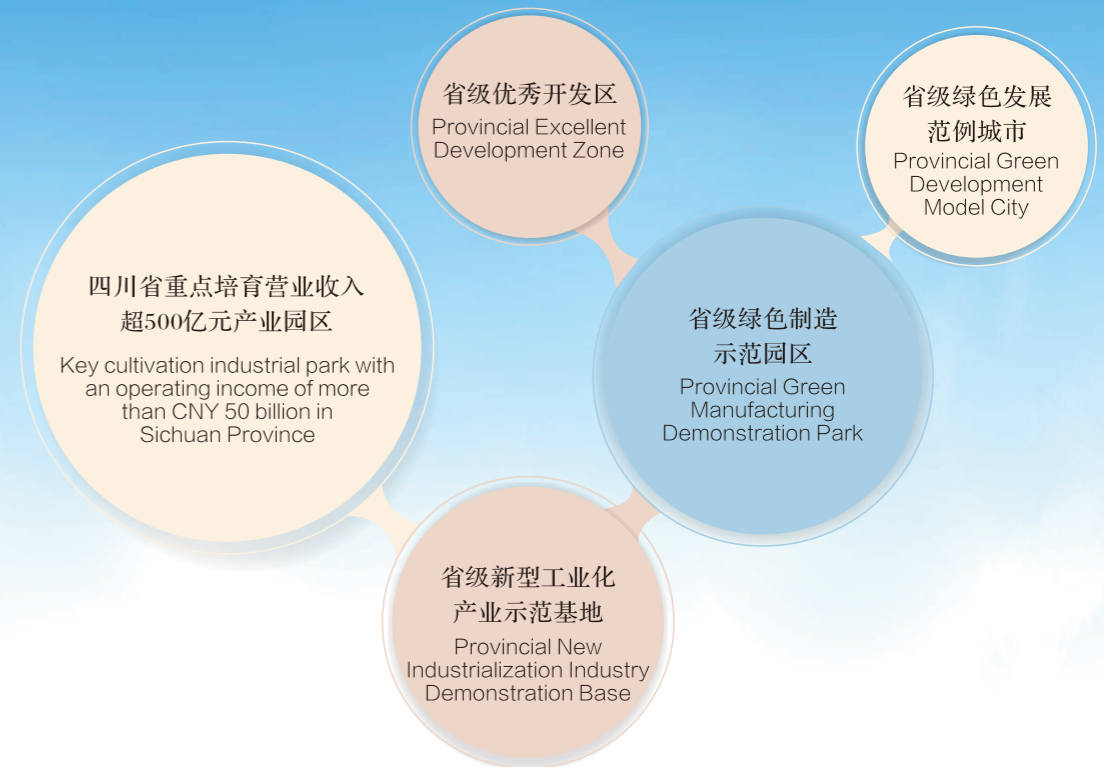 省级优秀开发区
Provincial Excellent
Development Zone
省级绿色发展
范例城市
Provincial Green
Development
Model City
四川省重点培育营业收入
超500亿元产业园区
Key cultivation industrial park with
an operating income of more
than CNY 50 billion in
Sichuan Province
省级绿色制造
示范园区
Provincial Green
Manufacturing
Demonstration Park
省级新型工业化
产业示范基地
Provincial New
Industrialization Industry
Demonstration Base